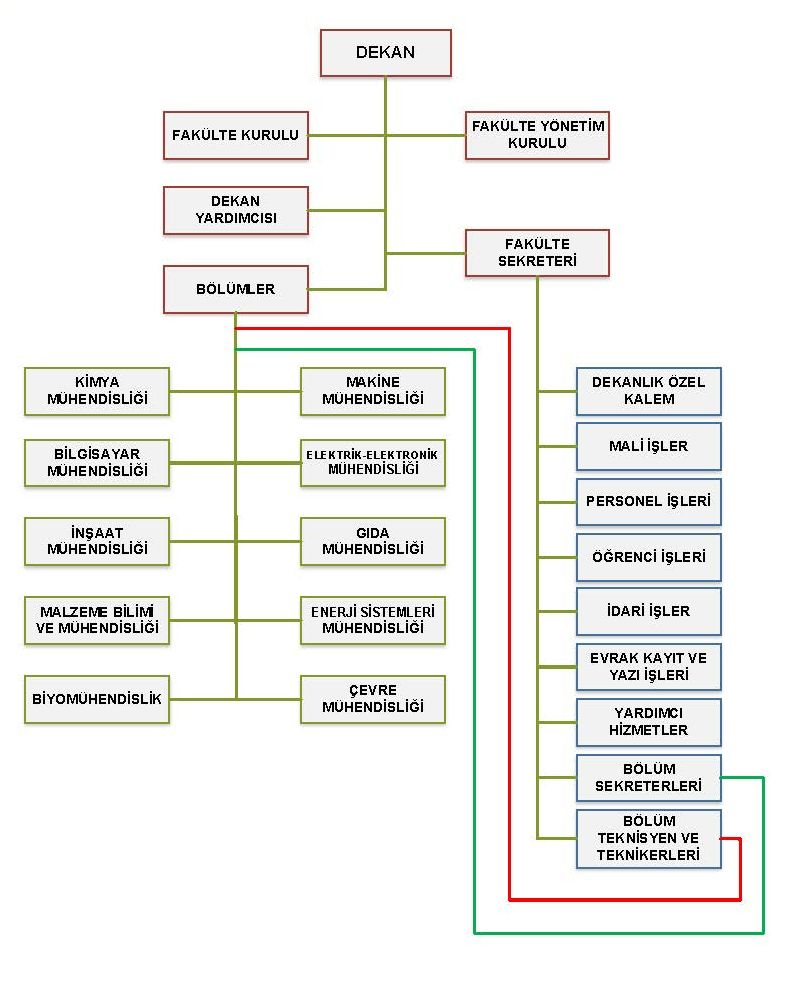 DEKAN
FAKÜLTE KURULU
FAKÜLTE YÖNETİM
KURULU
DEKAN
YARDIMCISI
FAKÜLTE
SEKRETERİ
BÖLÜMLER
KİMYA
MÜHENDİSLİĞİ
MAKİNE
MÜHENDİSLİĞİ
BİLGİSAYAR
MÜHENDİSLİĞİ
ELEKTRİK-ELEKTRONİK
MÜHENDİSLİĞİ
İNŞAAT
MÜHENDİSLİĞİ
GIDA
MÜHENDİSLİĞİ
MALZEME BİLİMİ
VE MÜHENDİSLİĞİ
ENERJİ SİSTEMLERİ
MÜHENDİSLİĞİ
BİYOMÜHENDİSLİK
ÇEVRE
MÜHENDİSLİĞİ
DEKANLIK ÖZEL
KALEM
MALİ İŞLER
PERSONEL İŞLERİ
ÖĞRENCİ İŞLERİ
İDARİ İŞLER
EVRAK KAYIT VE
YAZI İŞLERİ
YARDIMCI
HİZMETLER
BÖLÜM
SEKRETERLERİ
BÖLÜM
TEKNİSYEN VE
TEKNİKERLERİ